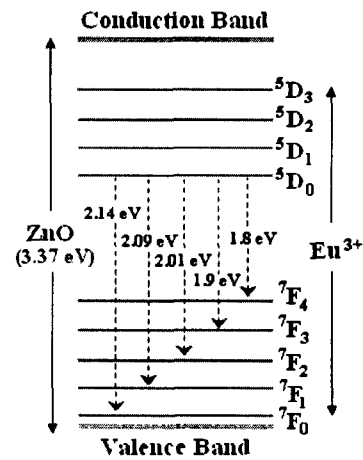 Conduction Band
⁵D₃
⁵D₂
⁵D₁
⁵D₀
2.14 eV
2.09 eV
2.01 eV
1.9 eV
1.8 eV
ZnO
(3.37 eV)
Eu³⁺
⁷F₄
⁷F₃
⁷F₂
⁷F₁
⁷F₀
Valence Band